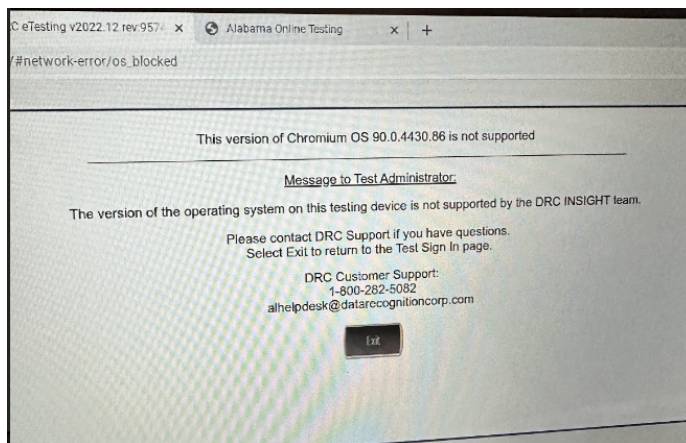 C eTesting v2022.12 rev 957
Alabama Online Testing
/#network-error/os_blocked
This version of Chromium OS 90.0.4430.86 is not supported
Message to Test Administrator:
The version of the operating system on this testing device is not supported by the DRC INSIGHT team.
Please contact DRC Support if you have questions.
Select Exit to return to the Test Sign In page.
DRC Customer Support:
1-800-282-5082
alhelpdesk@datarecognitioncorp.com
Exit